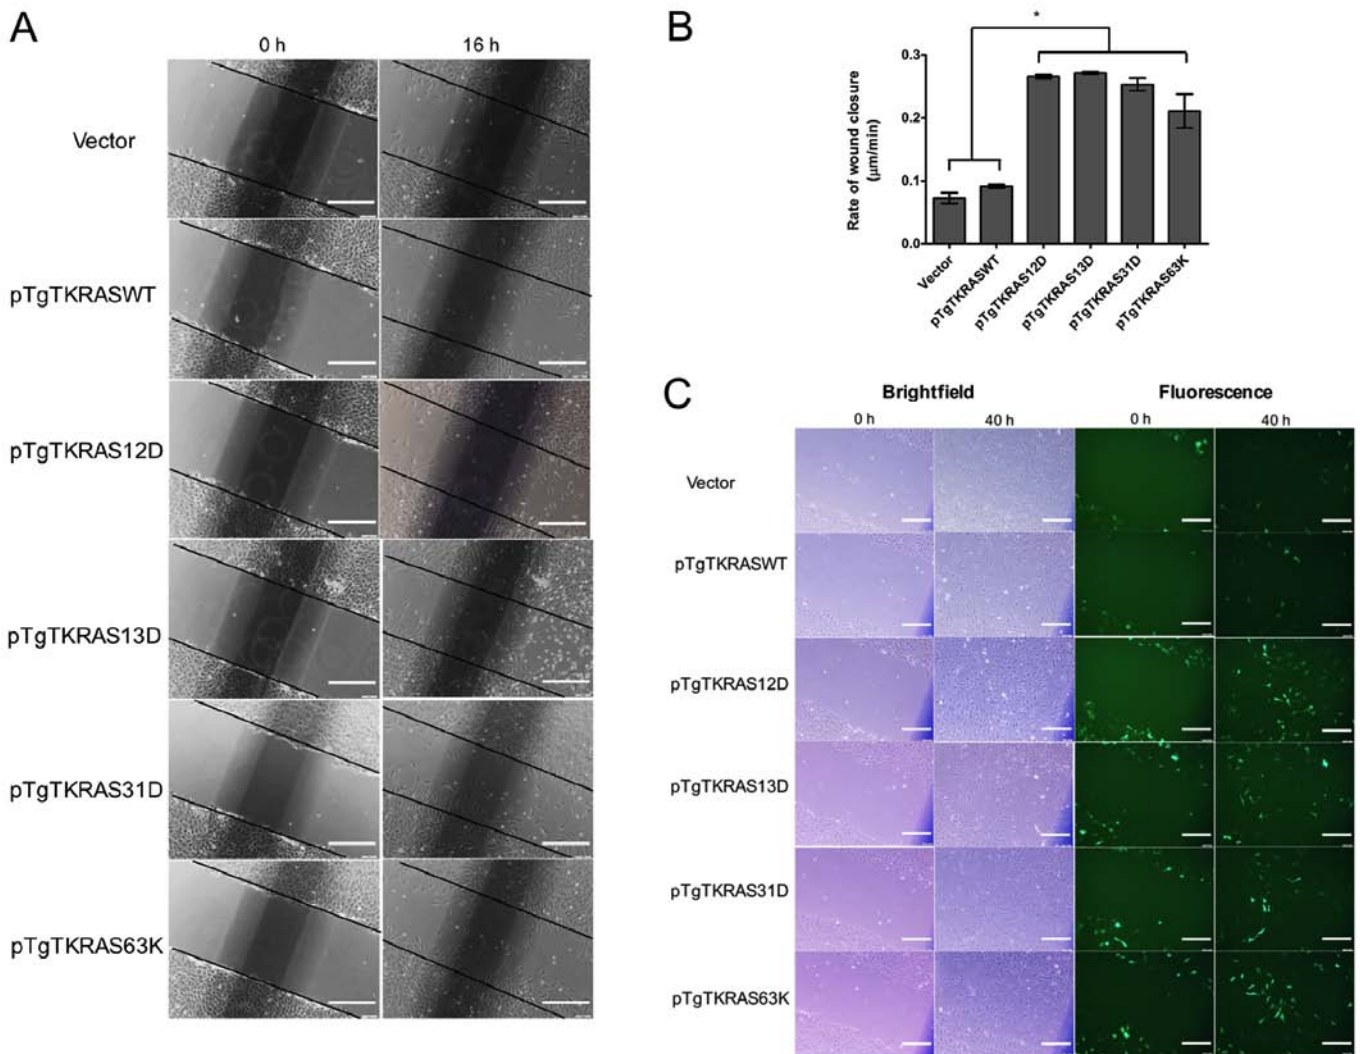 A
0 h
16 h
Vector
pTgTKRASWT
pTgTKRAS12D
pTgTKRAS13D
pTgTKRAS31D
pTgTKRAS63K
B
*
0.3
0.2
0.1
0.0
Rate of wound closure
(µm/min)
Vector
pTgTKRASWT
pTgTKRAS12D
pTgTKRAS13D
pTgTKRAS31D
pTgTKRAS63K
C
Brightfield
Fluorescence
0 h
40 h
0 h
40 h
Vector
pTgTKRASWT
pTgTKRAS12D
pTgTKRAS13D
pTgTKRAS31D
pTgTKRAS63K